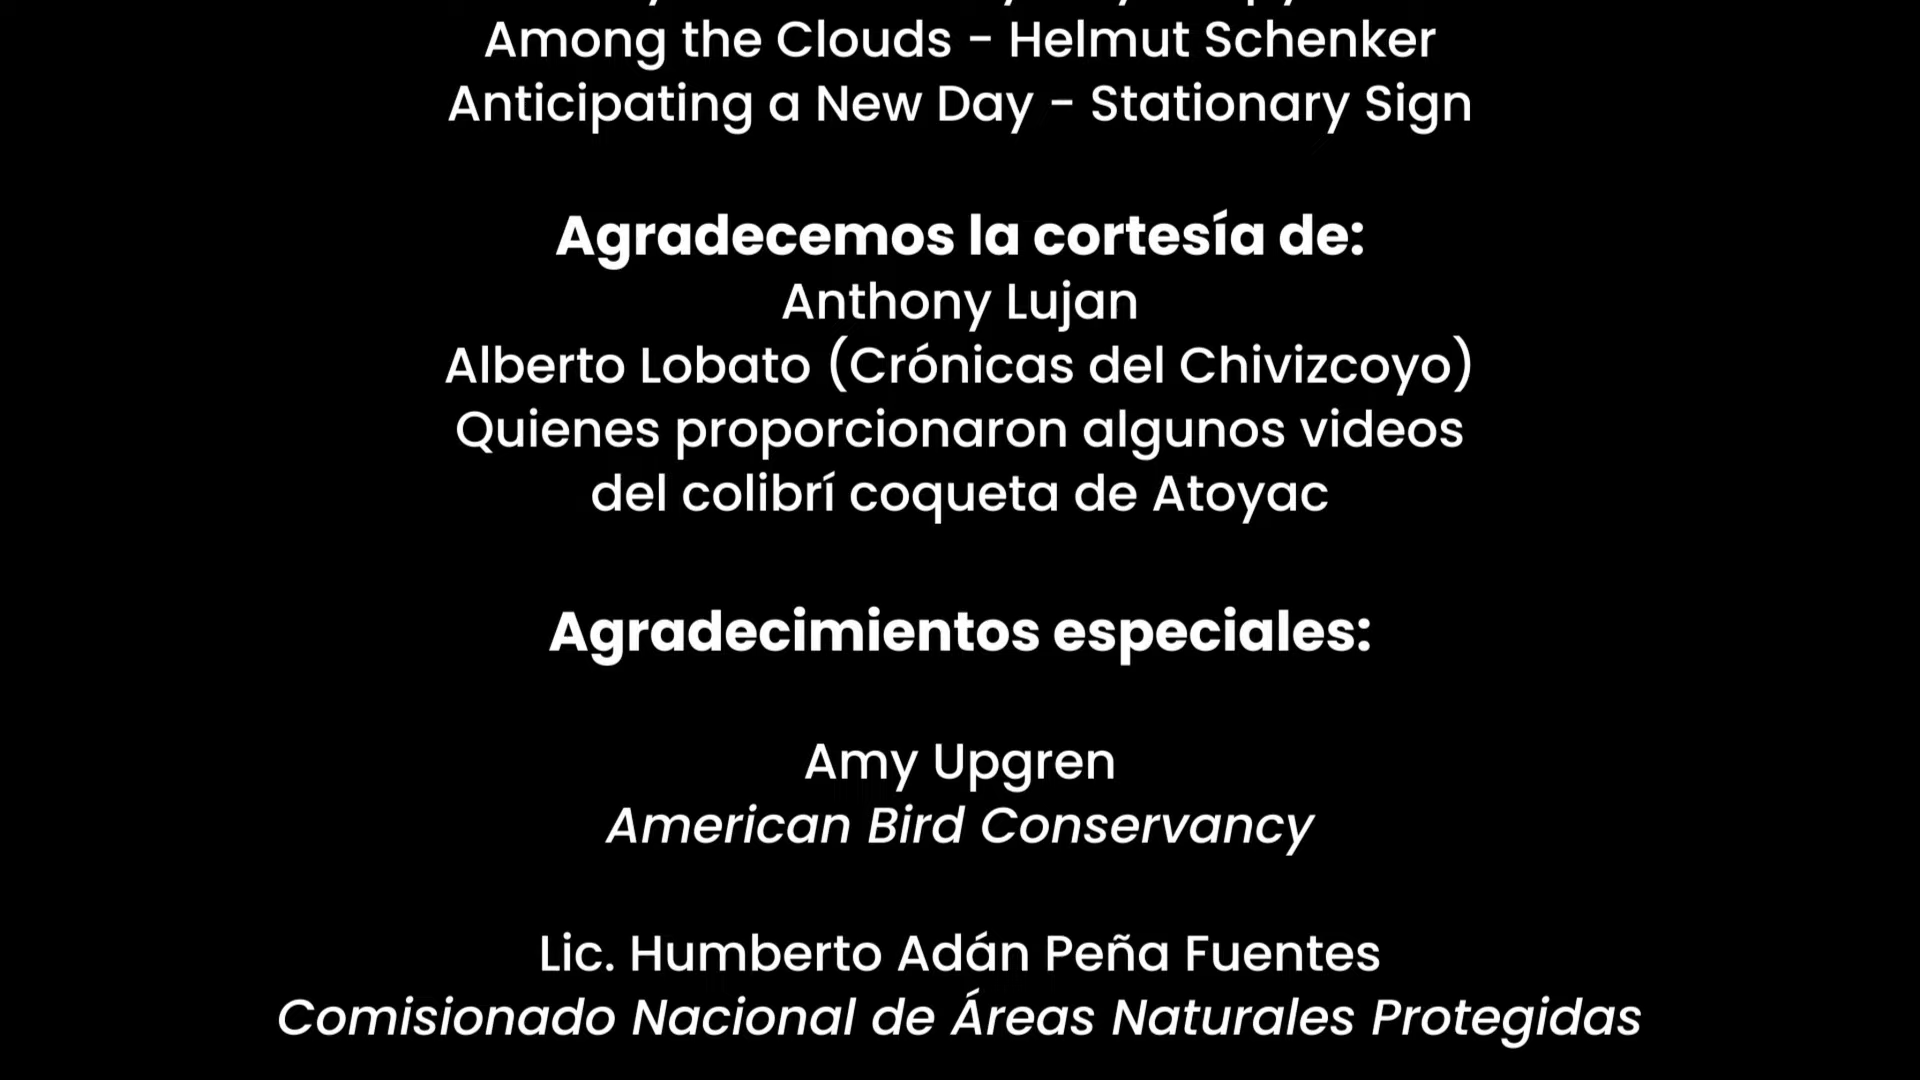 Among the Clouds - Helmut Schenker
Anticipating a New Day - Stationary Sign
Agradecemos la cortesía de:
Anthony Lujan
Alberto Lobato (Crónicas del Chivizcoyo)
Quienes proporcionaron algunos videos
del colibrí coqueta de Atoyac
Agradecimientos especiales:
Amy Upgren
American Bird Conservancy
Lic. Humberto Adán Peña Fuentes
Comisionado Nacional de Áreas Naturales Protegidas